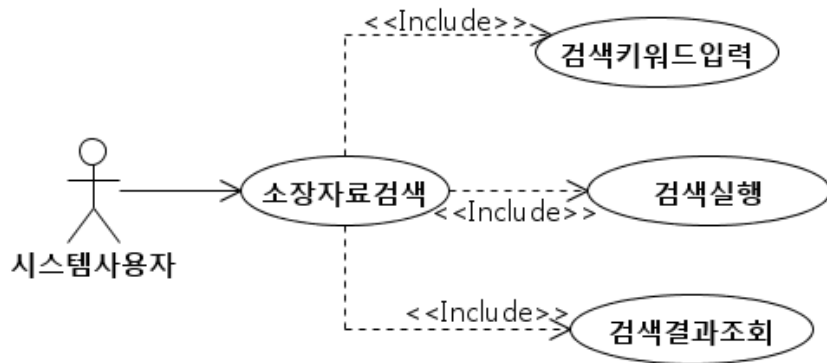 <<Include>>
검색키워드입력
소장자료검색
검색실행
<<Include>>
시스템사용자
<<Include>>
검색결과조회